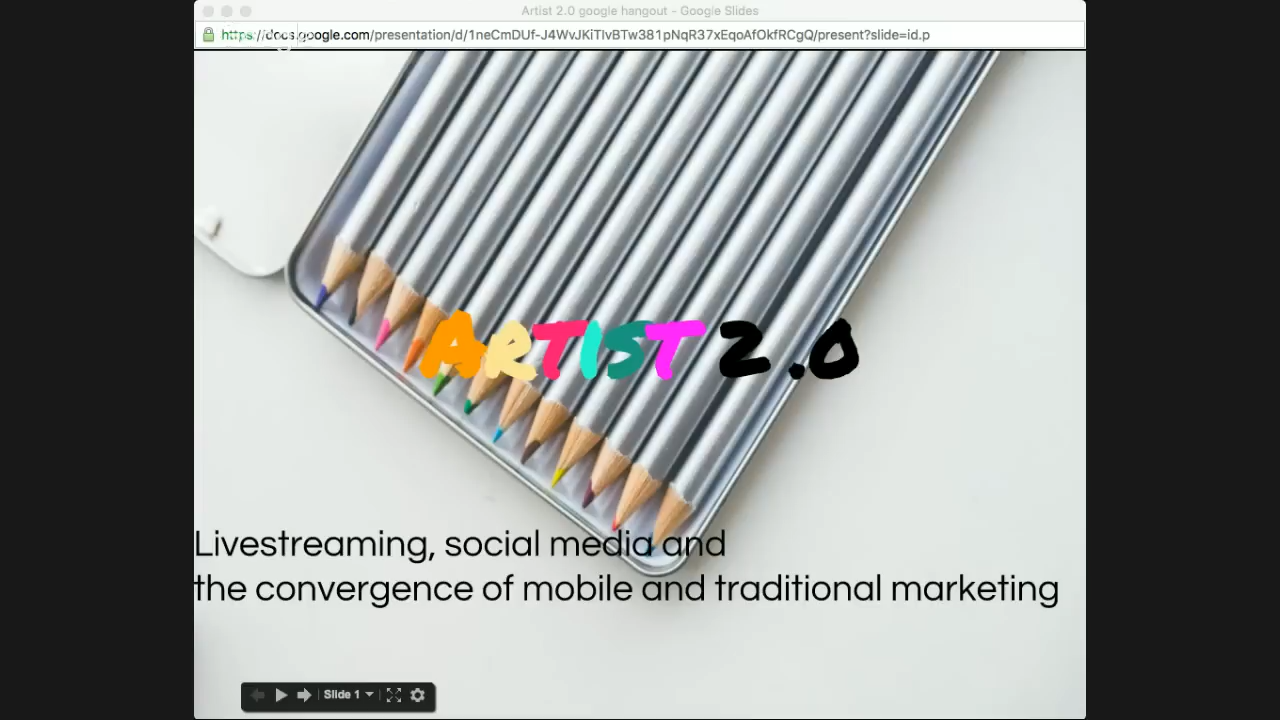 Artist 2.0 google hangout - Google Slides
https://docs.google.com/presentation/d/1neCmDUf-J4WvJKiTlvBTw381pNqR37xEqoAfOkfRCgQ/present?slide=id.p
ARTIST 2.0
Livestreaming, social media and
the convergence of mobile and traditional marketing
Slide 1